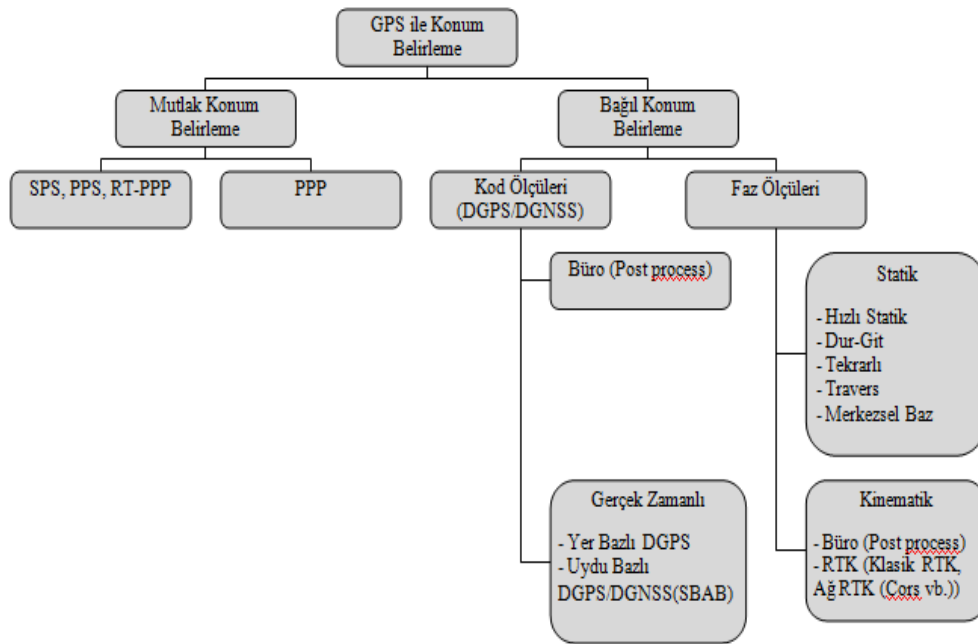 GPS ile Konum
Belirleme
Mutlak Konum
Belirleme
Bağıl Konum
Belirleme
SPS, PPS, RT-PPP
PPP
Kod Ölçüleri
(DGPS/DGNSS)
Faz Ölçüleri
Büro (Post process)
Statik
- Hızlı Statik
- Dur-Git
- Tekrarlı
- Travers
- Merkezsel Baz
Gerçek Zamanlı
- Yer Bazlı DGPS
- Uydu Bazlı
DGPS/DGNSS(SBAB)
Kinematik
- Büro (Post process)
- RTK (Klasik RTK,
Ağ RTK (Cors vb.))